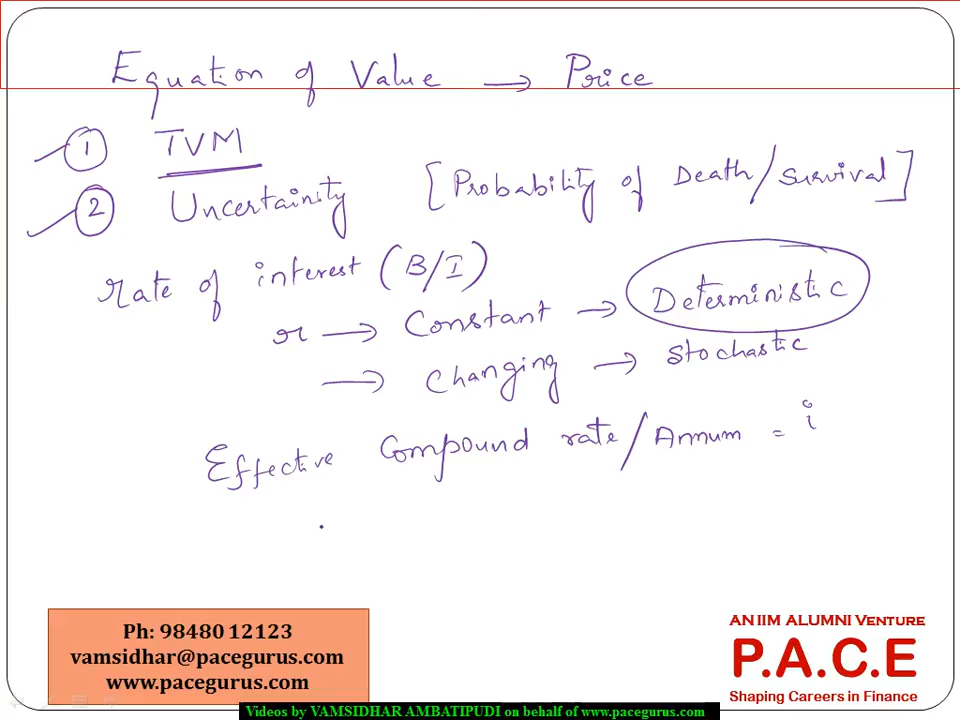 Equation of Value → Price
1 TVM
2 Uncertainity [Probability of Death/Survival]
rate of interest (B/I)
or → Constant → Deterministic
→ Changing → Stochastic
Effective Compound rate/Annum = i
Ph: 98480 12123
vamsidhar@pacegurus.com
www.pacegurus.com
AN IIM ALUMNI VENTURE
P.A.C.E
Shaping Careers in Finance
Videos by VAMSIDHAR AMBATIPUDI on behalf of www.pacegurus.com